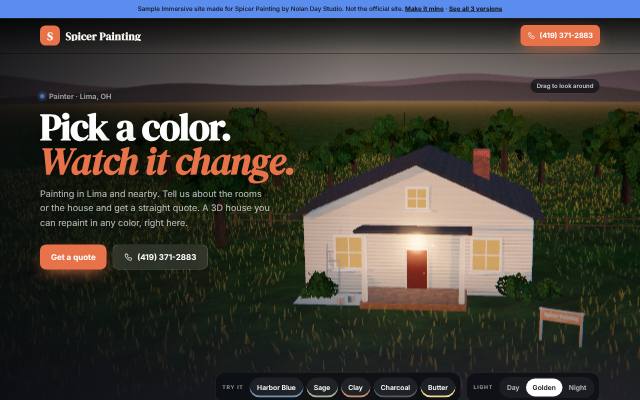 Sample Immersive site made for Spicer Painting by Nolan Day Studio. Not the official site. Make it mine · See all 3 versions
S Spicer Painting
(419) 371-2883
Drag to look around
Painter · Lima, OH
Pick a color.
Watch it change.
Painting in Lima and nearby. Tell us about the rooms
or the house and get a straight quote. A 3D house you
can repaint in any color, right here.
Get a quote
(419) 371-2883
TRY IT Harbor Blue Sage Clay Charcoal Butter
LIGHT Day Golden Night